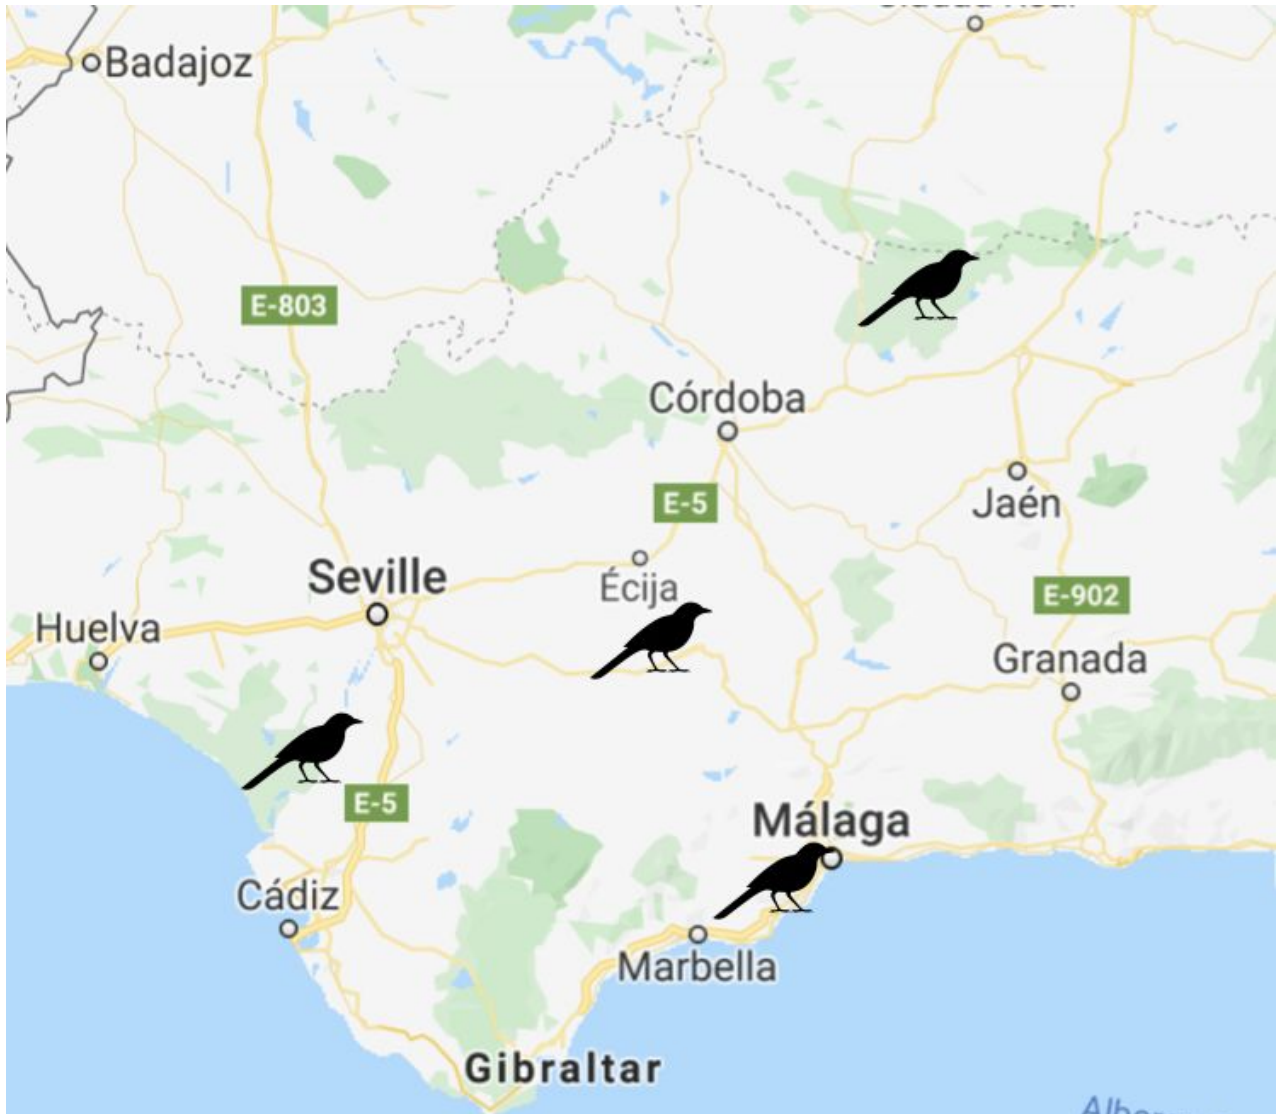 Badajoz
E-803
Córdoba
E-5
Jaén
Seville
Écija
E-902
Huelva
Granada
E-5
Málaga
Cádiz
Marbella
Gibraltar